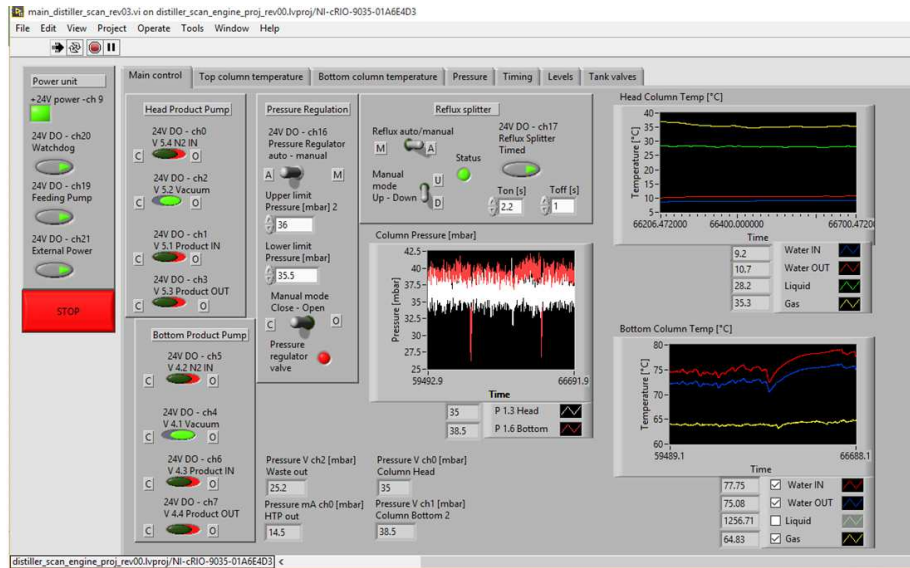 main_distiller_scan_rev03.vi on distiller_scan_engine_proj_rev00.lvproj/NI-cRIO-9035-01A6E4D3
File Edit View Project Operate Tools Window Help
Main control Top column temperature Bottom column temperature Pressure Timing Levels Tank valves
Power unit
+24V power -ch 9
24V DO - ch20
Watchdog
24V DO - ch19
Feeding Pump
24V DO - ch21
External Power
STOP
Head Product Pump
24V DO - ch0
V 5.4 N2 IN
C O
24V DO - ch2
V 5.2 Vacuum
C O
24V DO - ch1
V 5.1 Product IN
C O
24V DO - ch3
V 5.3 Product OUT
C O
Bottom Product Pump
24V DO - ch5
V 4.2 N2 IN
C O
24V DO - ch4
V 4.1 Vacuum
C O
24V DO - ch6
V 4.3 Product IN
C O
24V DO - ch7
V 4.4 Product OUT
C O
Pressure Regulation
24V DO - ch16
Pressure Regulator
auto - manual
A M
Upper limit
Pressure [mbar] 2
36
Lower limit
Pressure [mbar]
35.5
Manual mode
Close - Open
C O
Pressure
regulator
valve
Reflux splitter
Reflux auto/manual
M A
Manual
mode
Up - Down
U
D
Status
24V DO - ch17
Reflux Splitter
Timed
Ton [s] Toff [s]
2.2 1
Column Pressure [mbar]
Pressure [mbar]
42.5
40
37.5
35
32.5
30
27.5
25
59492.9 66691.9
Time
35 P 1.3 Head
38.5 P 1.6 Bottom
Pressure V ch2 [mbar]
Waste out
25.2
Pressure V ch0 [mbar]
Column Head
35
Pressure mA ch0 [mbar]
HTP out
14.5
Pressure V ch1 [mbar]
Column Bottom 2
38.5
Head Column Temp [°C]
Temperature [°C]
40
35
30
25
20
15
10
5
66206.472000 66400.000000 66700.47200
Time
9.2 Water IN
10.7 Water OUT
28.2 Liquid
35.3 Gas
Bottom Column Temp [°C]
Temperature [°C]
80
75
70
65
60
59489.1 66688.1
Time
77.75 Water IN
75.08 Water OUT
1256.71 Liquid
64.83 Gas
distiller_scan_engine_proj_rev00.lvproj/NI-cRIO-9035-01A6E4D3 <